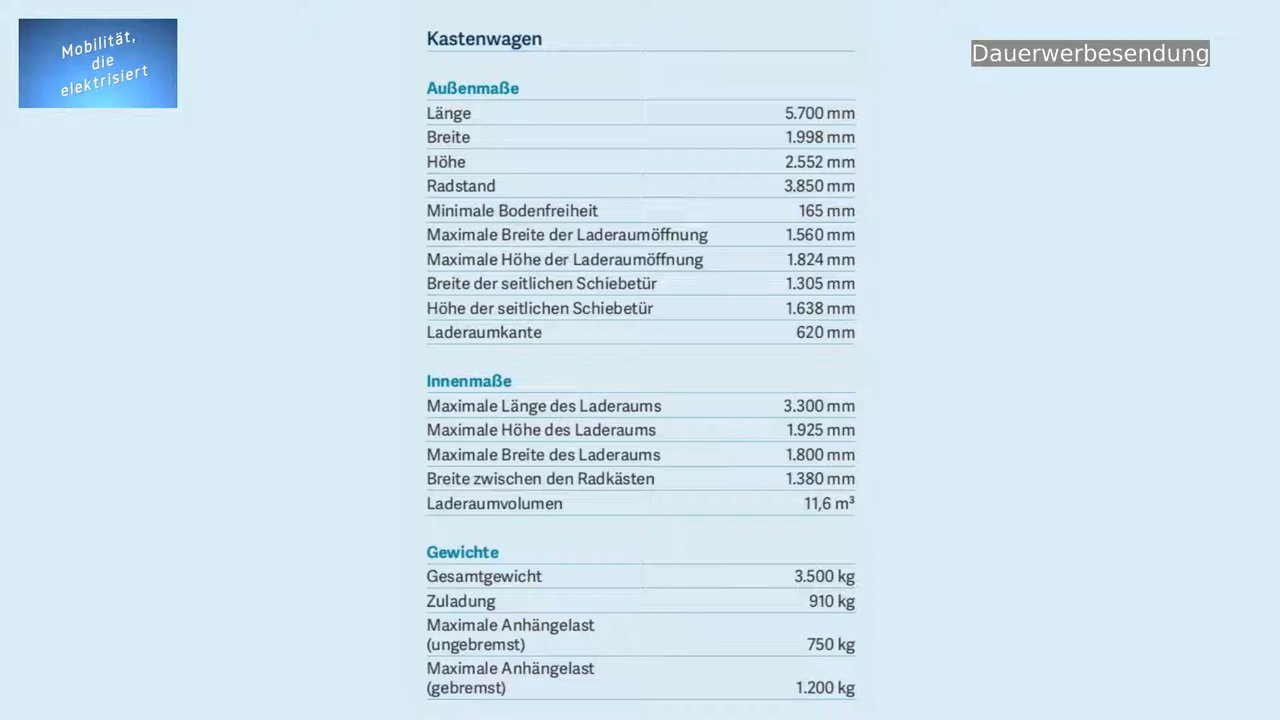 Mobilität,
die
elektrisiert
Dauerwerbesendung
Kastenwagen
Außenmaße
Länge 5.700 mm
Breite 1.998 mm
Höhe 2.552 mm
Radstand 3.850 mm
Minimale Bodenfreiheit 165 mm
Maximale Breite der Laderaumöffnung 1.560 mm
Maximale Höhe der Laderaumöffnung 1.824 mm
Breite der seitlichen Schiebetür 1.305 mm
Höhe der seitlichen Schiebetür 1.638 mm
Laderaumkante 620 mm
Innenmaße
Maximale Länge des Laderaums 3.300 mm
Maximale Höhe des Laderaums 1.925 mm
Maximale Breite des Laderaums 1.800 mm
Breite zwischen den Radkästen 1.380 mm
Laderaumvolumen 11,6 m³
Gewichte
Gesamtgewicht 3.500 kg
Zuladung 910 kg
Maximale Anhängelast
(ungebremst) 750 kg
Maximale Anhängelast
(gebremst) 1.200 kg